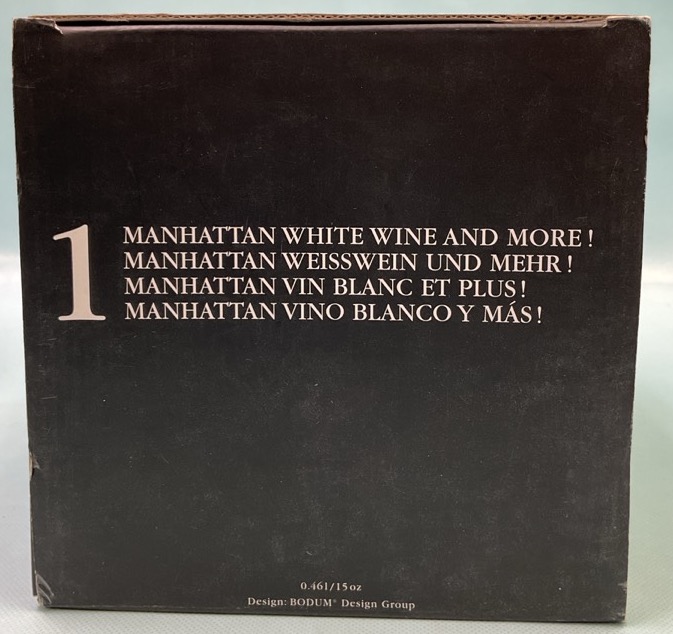 1
MANHATTAN WHITE WINE AND MORE!
MANHATTAN WEISSWEIN UND MEHR!
MANHATTAN VIN BLANC ET PLUS!
MANHATTAN VINO BLANCO Y MÁS!
0.46l/15oz
Design: BODUM® Design Group